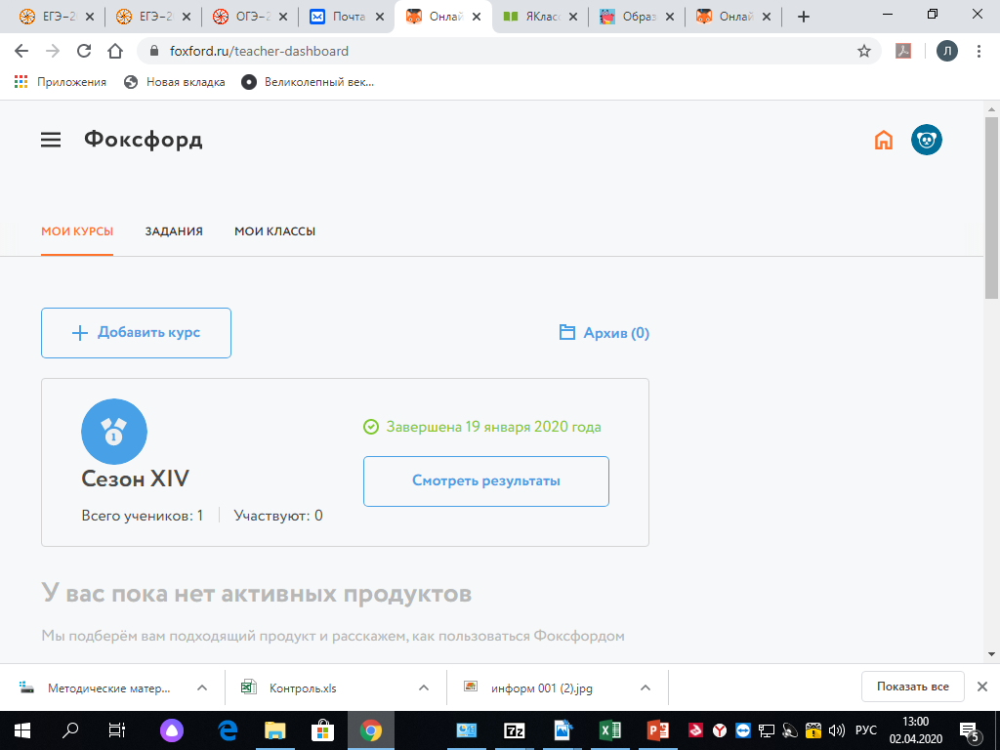 ЕГЭ–2
ЕГЭ–2
ОГЭ–2
Почта
Онлай
ЯКлас
Образ
Онлай
foxford.ru/teacher-dashboard
Л
Приложения
Новая вкладка
Великолепный век...
Фоксфорд
МОИ КУРСЫ
ЗАДАНИЯ
МОИ КЛАССЫ
+ Добавить курс
Архив (0)
1
Завершена 19 января 2020 года
Сезон XIV
Смотреть результаты
Всего учеников: 1
Участвуют: 0
У вас пока нет активных продуктов
Мы подберём вам подходящий продукт и расскажем, как пользоваться Фоксфордом
Методические матер...
Контроль.xls
информ 001 (2).jpg
Показать все
7z
РУС
13:00
02.04.2020
5